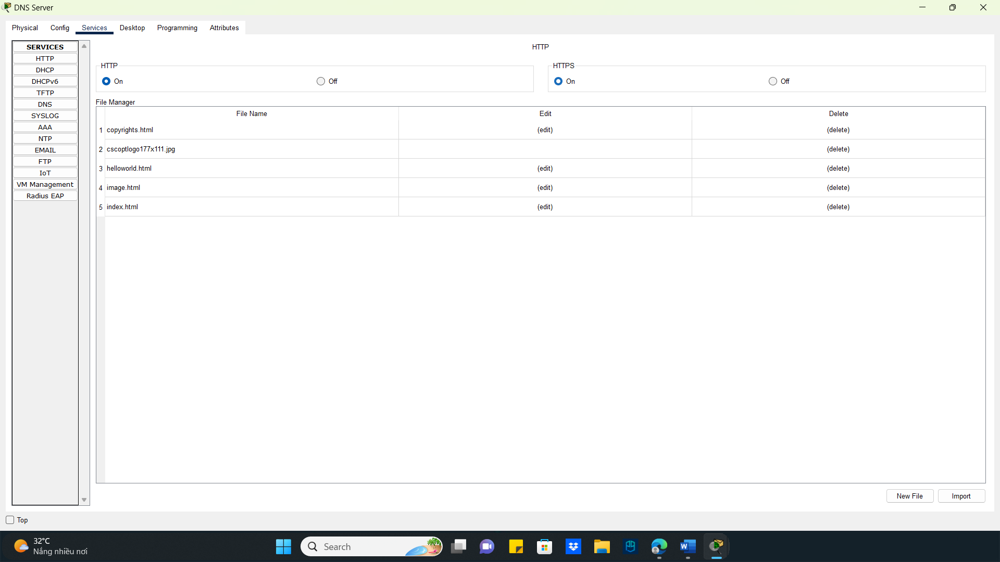 DNS Server
Physical Config Services Desktop Programming Attributes
SERVICES
HTTP
DHCP
DHCPv6
TFTP
DNS
SYSLOG
AAA
NTP
EMAIL
FTP
IoT
VM Management
Radius EAP
HTTP
HTTP
On Off
HTTPS
On Off
File Manager
File Name Edit Delete
1 copyrights.html (edit) (delete)
2 cscoptlogo177x111.jpg (delete)
3 helloworld.html (edit) (delete)
4 image.html (edit) (delete)
5 index.html (edit) (delete)
New File Import
Top
32°C
Nắng nhiều nơi
Search
W